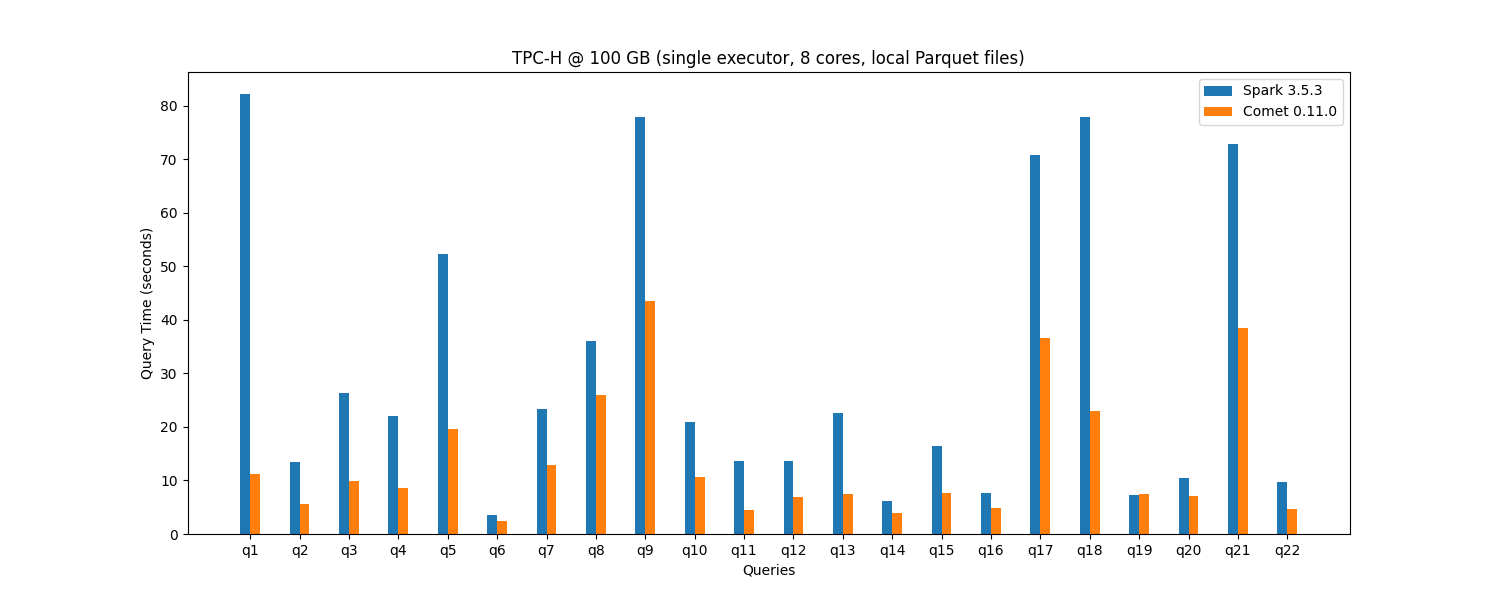 TPC-H @ 100 GB (single executor, 8 cores, local Parquet files)
Spark 3.5.3
Comet 0.11.0
Query Time (seconds)
80
70
60
50
40
30
20
10
0
q1 q2 q3 q4 q5 q6 q7 q8 q9 q10 q11 q12 q13 q14 q15 q16 q17 q18 q19 q20 q21 q22
Queries